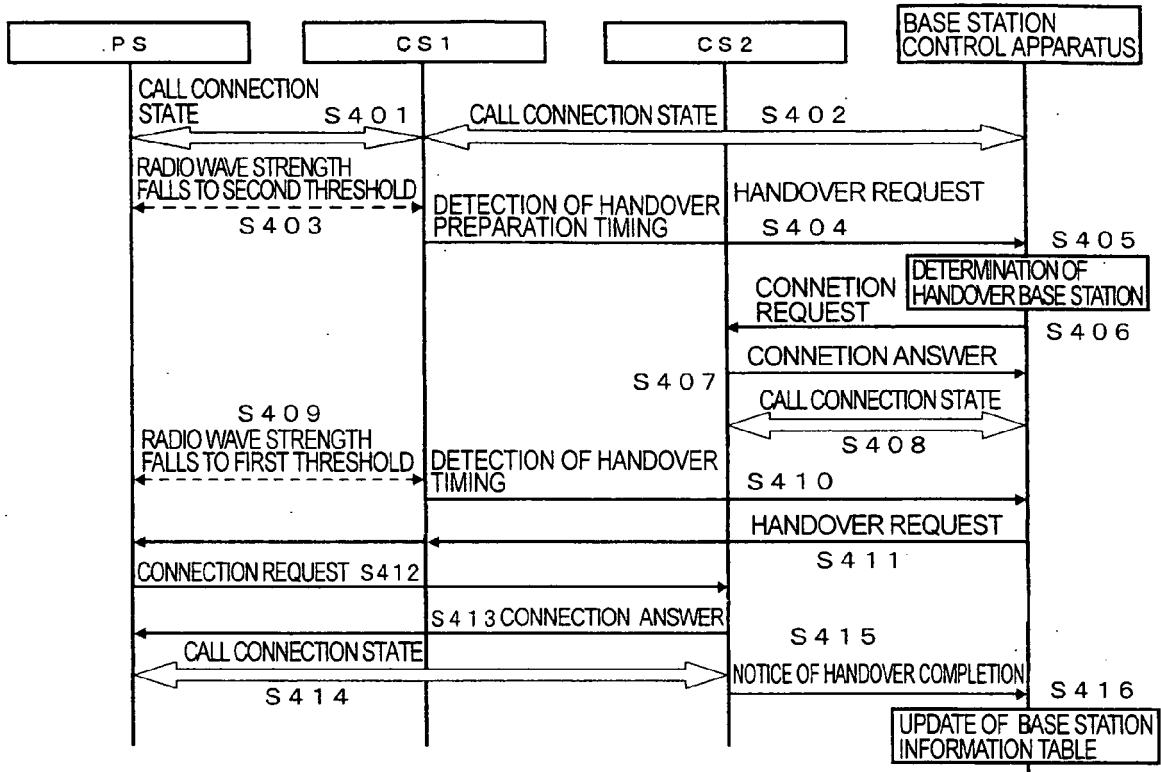 PS
CS1
CS2
BASE STATION
CONTROL APPARATUS
CALL CONNECTION
STATE
S401
CALL CONNECTION STATE
S402
RADIO WAVE STRENGTH
FALLS TO SECOND THRESHOLD
S403
DETECTION OF HANDOVER
PREPARATION TIMING
HANDOVER REQUEST
S404
S405
DETERMINATION OF
HANDOVER BASE STATION
CONNETION
REQUEST
S406
CONNETION ANSWER
S407
CALL CONNECTION STATE
S408
S409
RADIO WAVE STRENGTH
FALLS TO FIRST THRESHOLD
DETECTION OF HANDOVER
TIMING
S410
HANDOVER REQUEST
S411
CONNECTION REQUEST S412
S413 CONNECTION ANSWER
CALL CONNECTION STATE
S414
S415
NOTICE OF HANDOVER COMPLETION
S416
UPDATE OF BASE STATION
INFORMATION TABLE